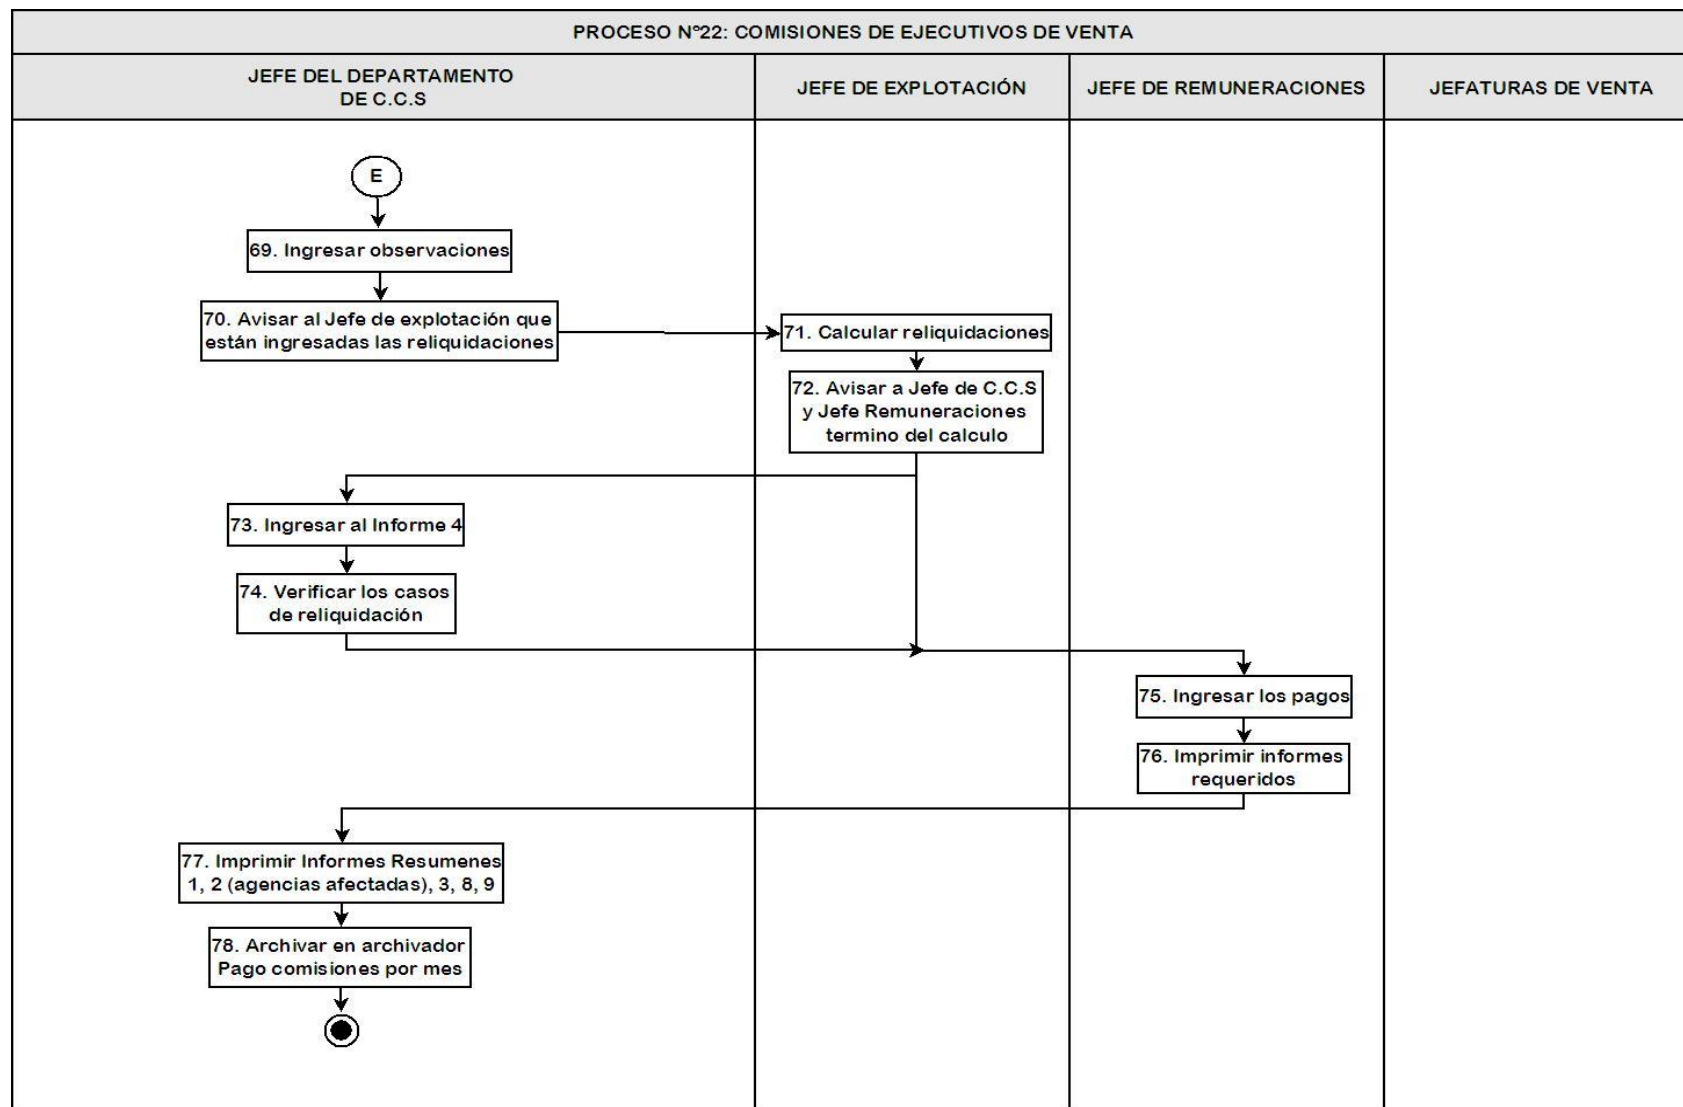 PROCESO Nº22: COMISIONES DE EJECUTIVOS DE VENTA
JEFE DEL DEPARTAMENTO
DE C.C.S
JEFE DE EXPLOTACIÓN
JEFE DE REMUNERACIONES
JEFATURAS DE VENTA
E
69. Ingresar observaciones
70. Avisar al Jefe de explotación que
están ingresadas las reliquidaciones
71. Calcular reliquidaciones
72. Avisar a Jefe de C.C.S
y Jefe Remuneraciones
termino del calculo
73. Ingresar al Informe 4
74. Verificar los casos
de reliquidación
75. Ingresar los pagos
76. Imprimir informes
requeridos
77. Imprimir Informes Resumenes
1, 2 (agencias afectadas), 3, 8, 9
78. Archivar en archivador
Pago comisiones por mes